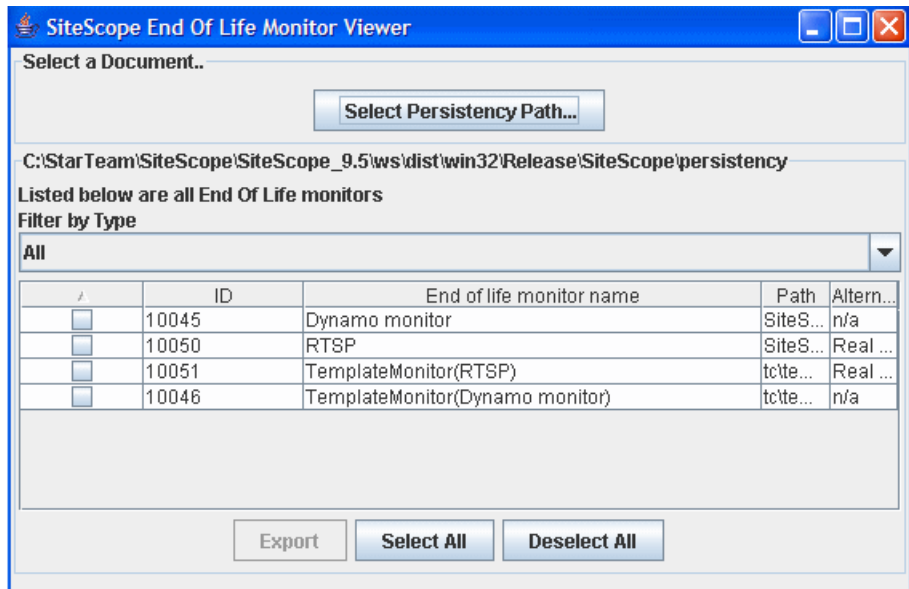 SiteScope End Of Life Monitor Viewer
Select a Document..
Select Persistency Path...
C:\StarTeam\SiteScope\SiteScope_9.5\ws\dist\win32\Release\SiteScope\persistency
Listed below are all End Of Life monitors
Filter by Type
All
ID End of life monitor name Path Altern...
10045 Dynamo monitor SiteS... n/a
10050 RTSP SiteS... Real ...
10051 TemplateMonitor(RTSP) tc\te... Real ...
10046 TemplateMonitor(Dynamo monitor) tc\te... n/a
Export Select All Deselect All